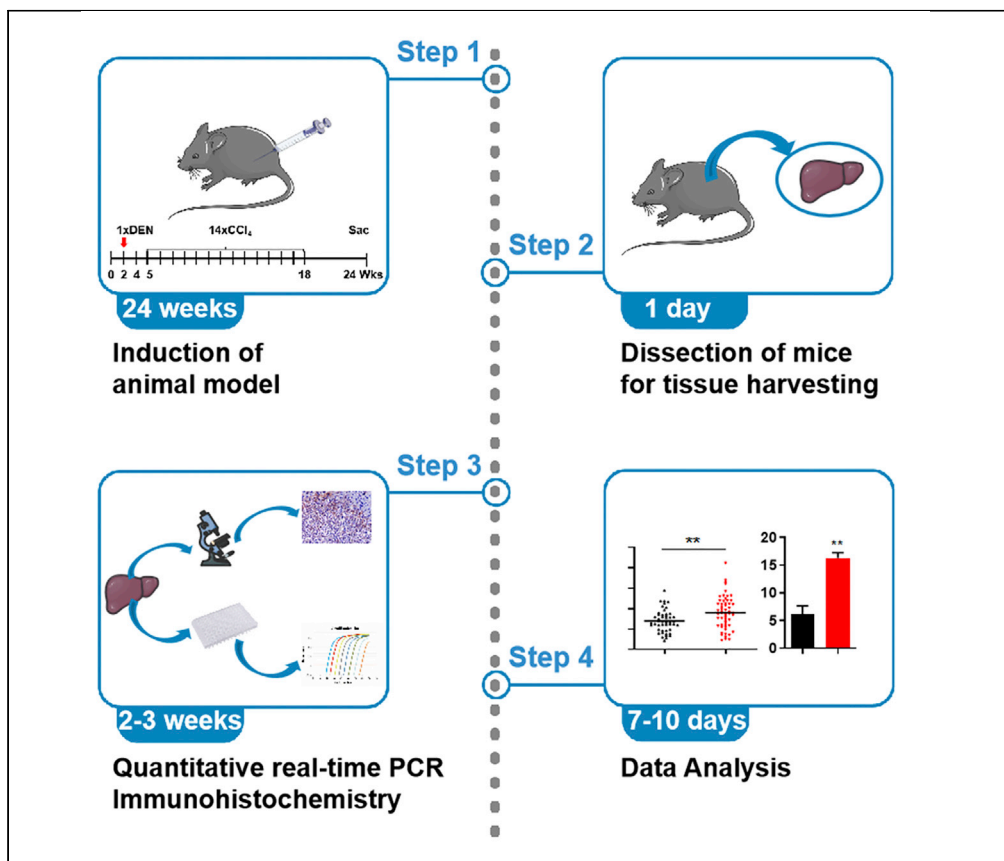 Step 1
1xDEN
14xCCl₄
Sac
0 2 4 5 18 24 Wks
24 weeks
Induction of
animal model
Step 2
1 day
Dissection of mice
for tissue harvesting
Step 3
2-3 weeks
Quantitative real-time PCR
Immunohistochemistry
Step 4
**
20
**
15
10
5
0
7-10 days
Data Analysis